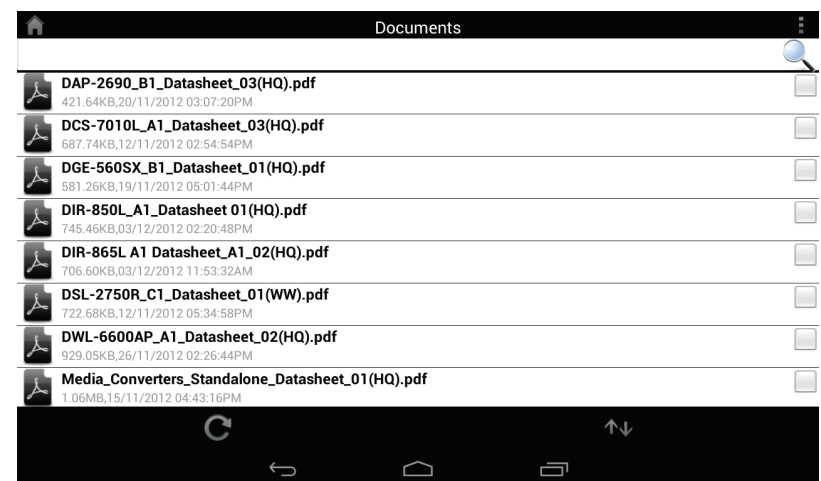 Documents
DAP-2690_B1_Datasheet_03(HQ).pdf
421.64KB,20/11/2012 03:07:20PM
DCS-7010L_A1_Datasheet_03(HQ).pdf
687.74KB,12/11/2012 02:54:54PM
DGE-560SX_B1_Datasheet_01(HQ).pdf
581.26KB,19/11/2012 05:01:44PM
DIR-850L_A1_Datasheet 01(HQ).pdf
745.46KB,03/12/2012 02:20:48PM
DIR-865L A1 Datasheet_A1_02(HQ).pdf
706.60KB,03/12/2012 11:53:32AM
DSL-2750R_C1_Datasheet_01(WW).pdf
722.68KB,12/11/2012 05:34:58PM
DWL-6600AP_A1_Datasheet_02(HQ).pdf
929.05KB,26/11/2012 02:26:44PM
Media_Converters_Standalone_Datasheet_01(HQ).pdf
1.06MB,15/11/2012 04:43:16PM